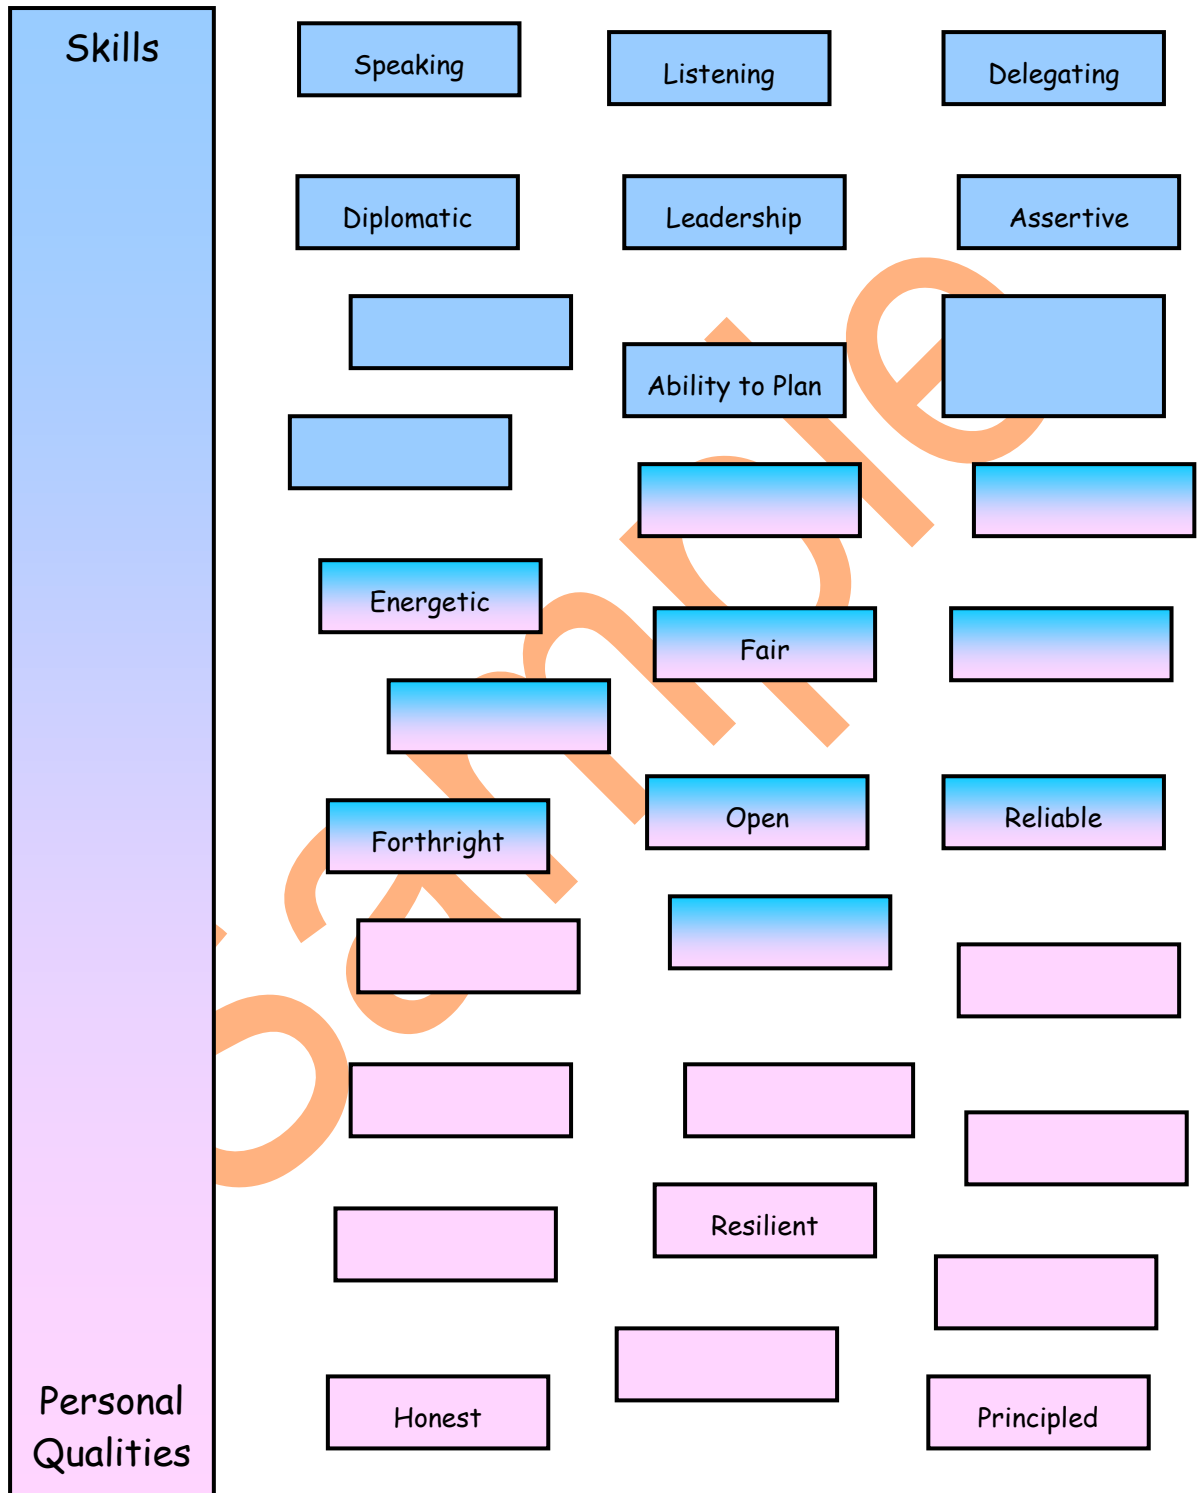 Skills
Speaking
Listening
Delegating
Diplomatic
Leadership
Assertive
Ability to Plan
Energetic
Fair
Forthright
Open
Reliable
Resilient
Personal
Qualities
Honest
Principled
Sample